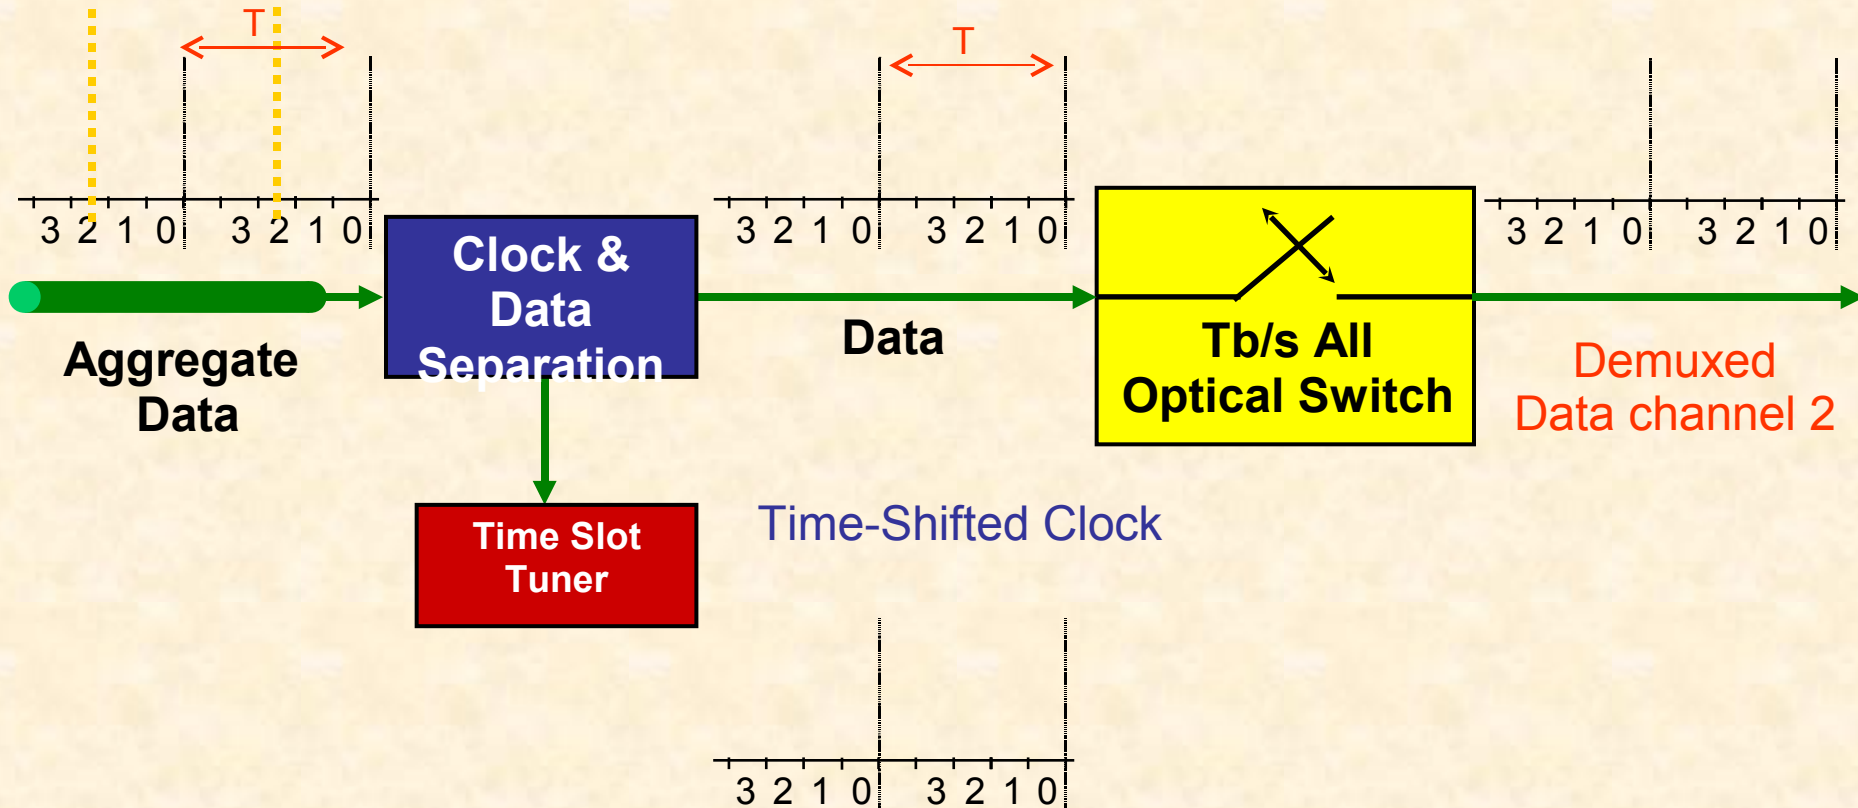 T
T
3 2 1 0 3 2 1 0
3 2 1 0 3 2 1 0
3 2 1 0 3 2 1 0
Aggregate
Data
Clock &
Data
Separation
Data
Tb/s All
Optical Switch
Demuxed
Data channel 2
Time Slot
Tuner
Time-Shifted Clock
3 2 1 0 3 2 1 0